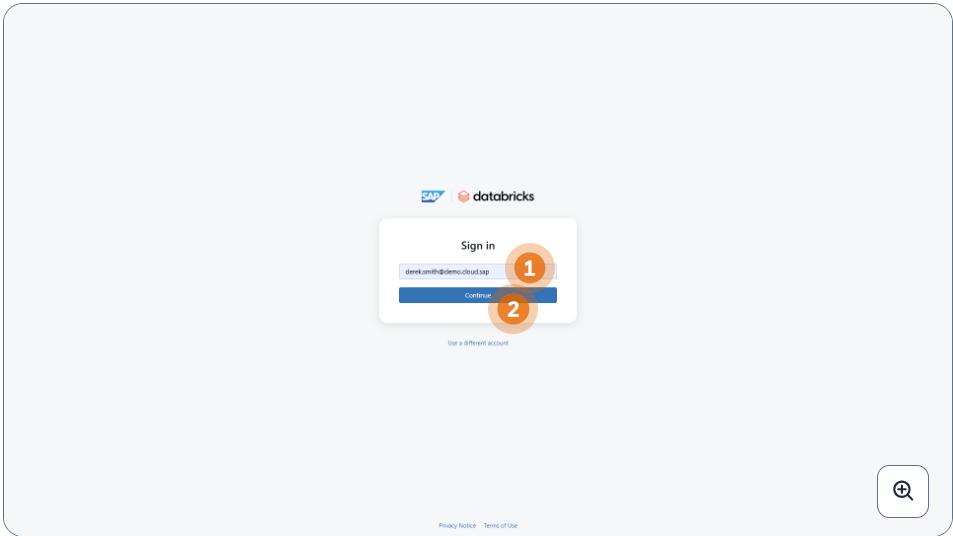 SAP databricks
Sign in
derek.smith@demo.cloud.sap
1
Continue
2
Use a different account
Privacy Notice Terms of Use